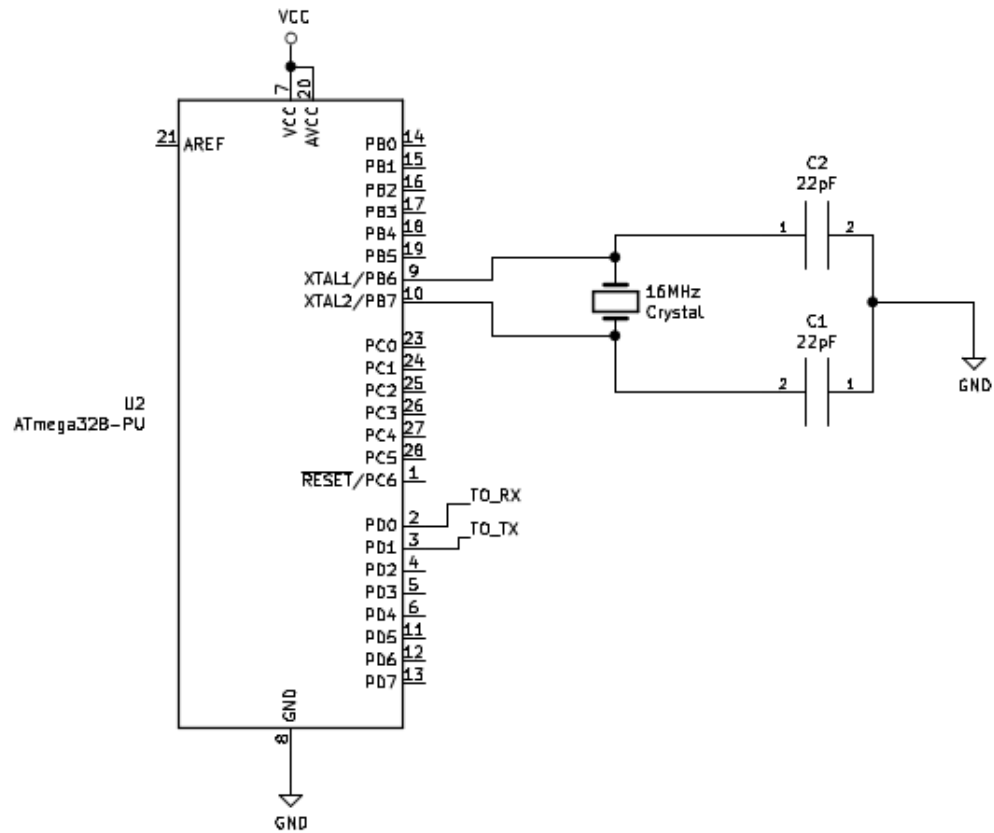 VCC
7
20
VCC
AVCC
21
AREF
PB0
14
PB1
15
PB2
16
PB3
17
PB4
18
PB5
19
XTAL1/PB6
9
XTAL2/PB7
10
PC0
23
PC1
24
PC2
25
PC3
26
PC4
27
PC5
28
RESET/PC6
1
PD0
2
PD1
3
PD2
4
PD3
5
PD4
6
PD5
11
PD6
12
PD7
13
U2
ATmega328-PU
TO_RX
TO_TX
GND
8
GND
16MHz
Crystal
C2
22pF
1
2
C1
22pF
2
1
GND